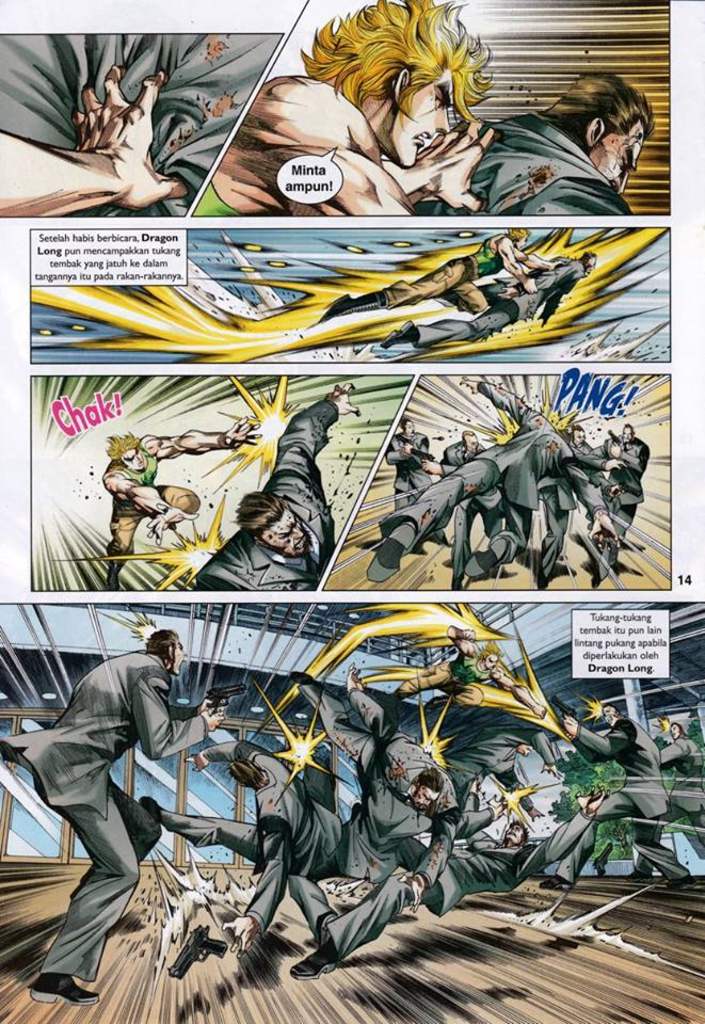 Minta
ampun!
Setelah habis berbicara, Dragon
Long pun mencampakkan tukang
tembak yang jatuh ke dalam
tangannya itu pada rakan-rakannya.
Chak!
PANG!
14
Tukang-tukang
tembak itu pun lain
lintang pukang apabila
diperlakukan oleh
Dragon Long.